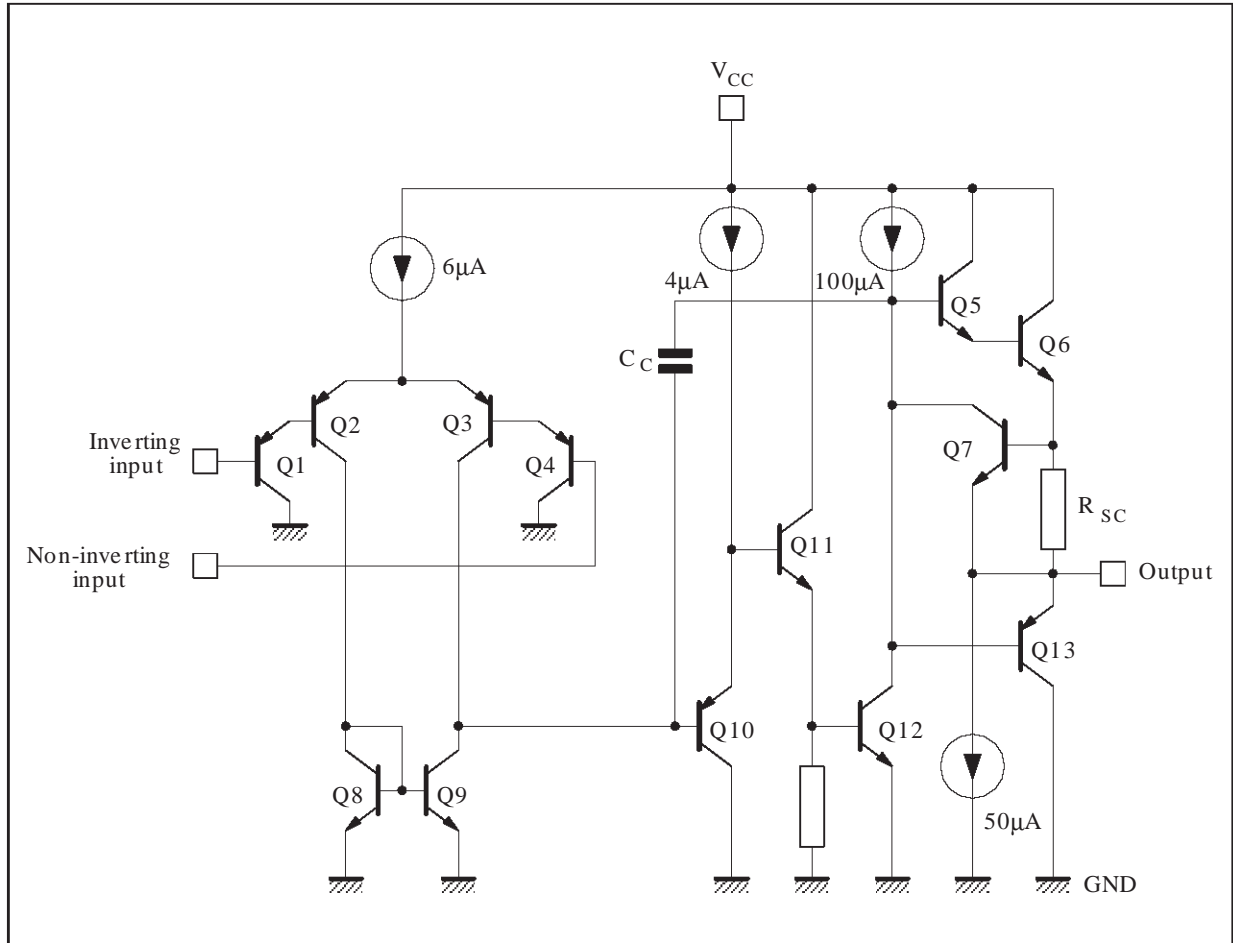 V CC
6µA
4µA
100µA
Q5
Q6
C C
Q2
Q3
Inverting
input
Q1
Q4
Q7
R SC
Non-inverting
input
Q11
Output
Q13
Q10
Q12
Q8
Q9
50µA
GND